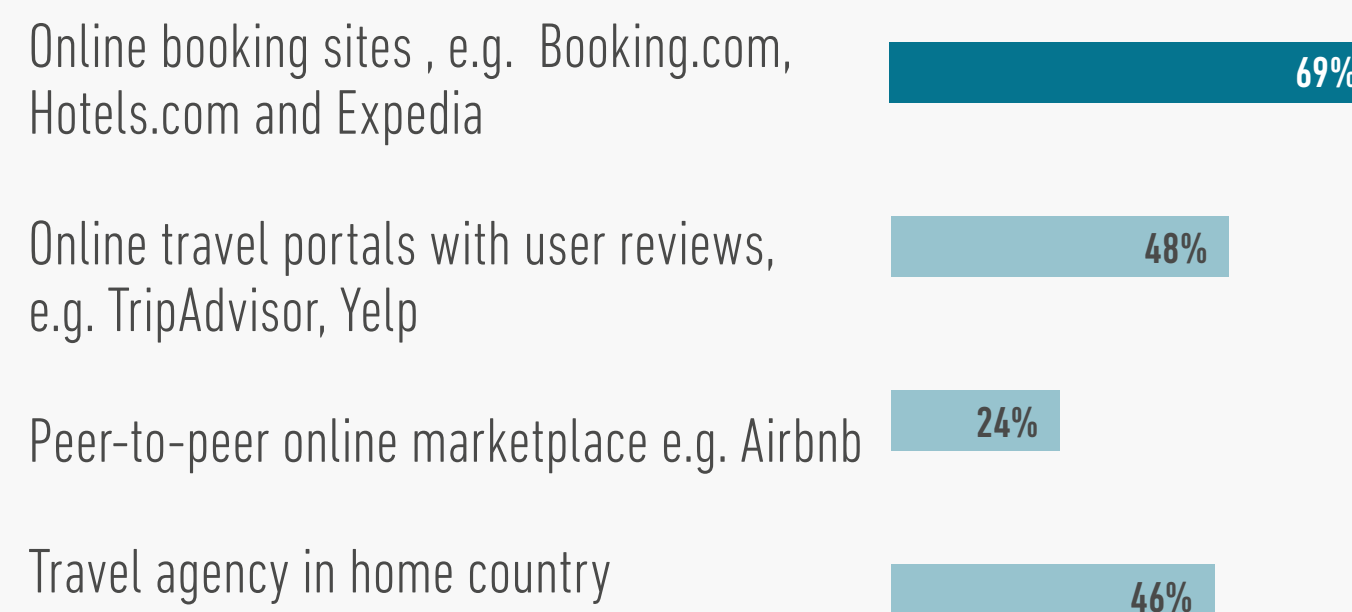 Online booking sites , e.g. Booking.com,
Hotels.com and Expedia
69%
Online travel portals with user reviews,
e.g. TripAdvisor, Yelp
48%
Peer-to-peer online marketplace e.g. Airbnb
24%
Travel agency in home country
46%